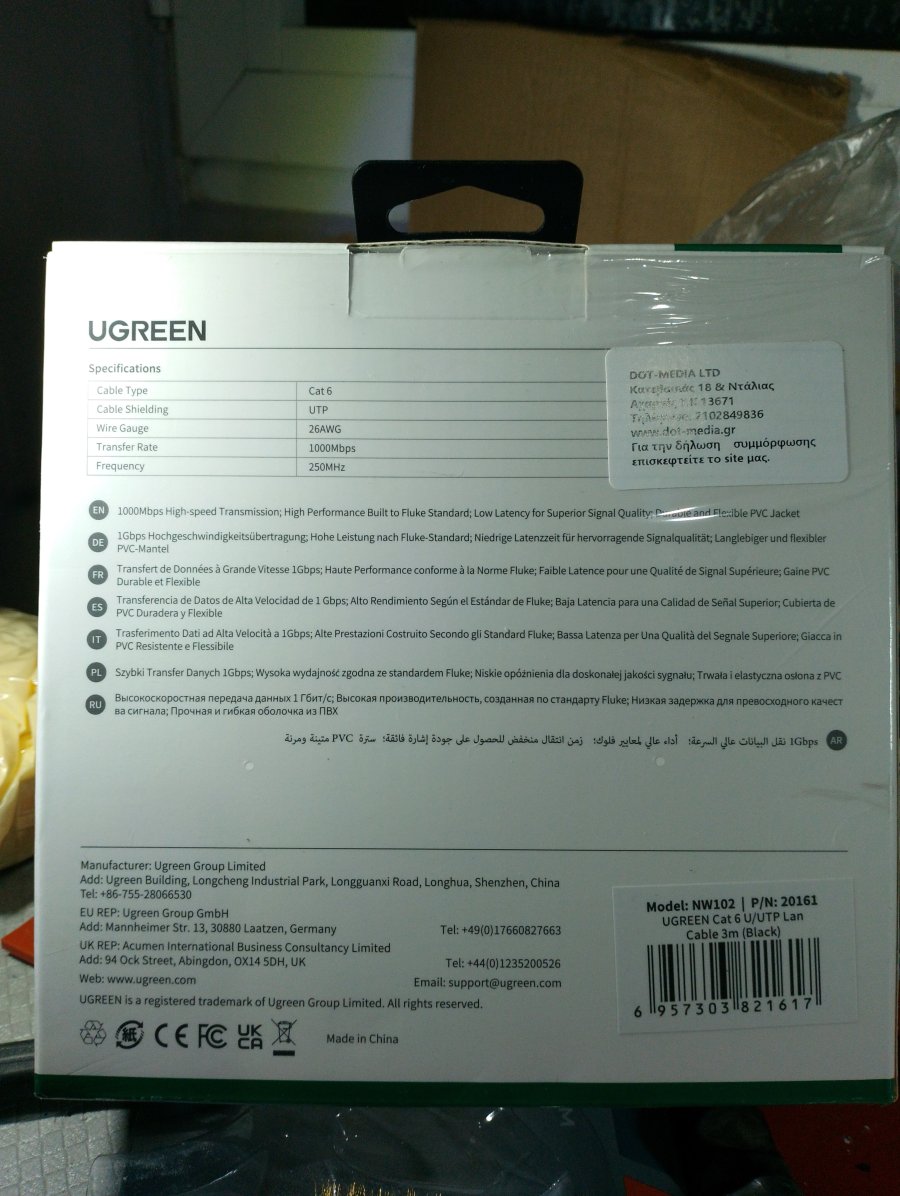 UGREEN
Specifications
Cable Type Cat 6
Cable Shielding UTP
Wire Gauge 26AWG
Transfer Rate 1000Mbps
Frequency 250MHz
DOT-MEDIA LTD
18 & Ντάλιας
13671
2102849836
www.dot-media.gr
Για την δήλωση συμμόρφωσης
επισκεφτείτε το site μας.
EN 1000Mbps High-speed Transmission; High Performance Built to Fluke Standard; Low Latency for Superior Signal Quality; Durable and Flexible PVC Jacket
DE 1Gbps Hochgeschwindigkeitsübertragung; Hohe Leistung nach Fluke-Standard; Niedrige Latenzzeit für hervorragende Signalqualität; Langlebiger und flexibler
PVC-Mantel
FR Transfert de Données à Grande Vitesse 1Gbps; Haute Performance conforme à la Norme Fluke; Faible Latence pour une Qualité de Signal Supérieure; Gaine PVC
Durable et Flexible
ES Transferencia de Datos de Alta Velocidad de 1 Gbps; Alto Rendimiento Según el Estándar de Fluke; Baja Latencia para una Calidad de Señal Superior; Cubierta de
PVC Duradera y Flexible
IT Trasferimento Dati ad Alta Velocità a 1Gbps; Alte Prestazioni Costruito Secondo gli Standard Fluke; Bassa Latenza per Una Qualità del Segnale Superiore; Giacca in
PVC Resistente e Flessibile
PL Szybki Transfer Danych 1Gbps; Wysoka wydajność zgodna ze standardem Fluke; Niskie opóźnienia dla doskonałej jakości sygnału; Trwała i elastyczna osłona z PVC
RU Высокоскоростная передача данных 1 Гбит/с; Высокая производительность, созданная по стандарту Fluke; Низкая задержка для превосходного качест
ва сигнала; Прочная и гибкая оболочка из ПВХ
AR 1Gbps نقل البيانات عالي السرعة؛ أداء عالي لمعايير فلوك؛ زمن انتقال منخفض للحصول على جودة إشارة فائقة؛ سترة PVC متينة ومرنة
Manufacturer: Ugreen Group Limited
Add: Ugreen Building, Longcheng Industrial Park, Longguanxi Road, Longhua, Shenzhen, China
Tel: +86-755-28066530
EU REP: Ugreen Group GmbH
Add: Mannheimer Str. 13, 30880 Laatzen, Germany Tel: +49(0)17660827663
UK REP: Acumen International Business Consultancy Limited
Add: 94 Ock Street, Abingdon, OX14 5DH, UK Tel: +44(0)1235200526
Web: www.ugreen.com Email: support@ugreen.com
UGREEN is a registered trademark of Ugreen Group Limited. All rights reserved.
紙 CE FC UK CA Made in China
Model: NW102 | P/N: 20161
UGREEN Cat 6 U/UTP Lan
Cable 3m (Black)
6 957303 821617